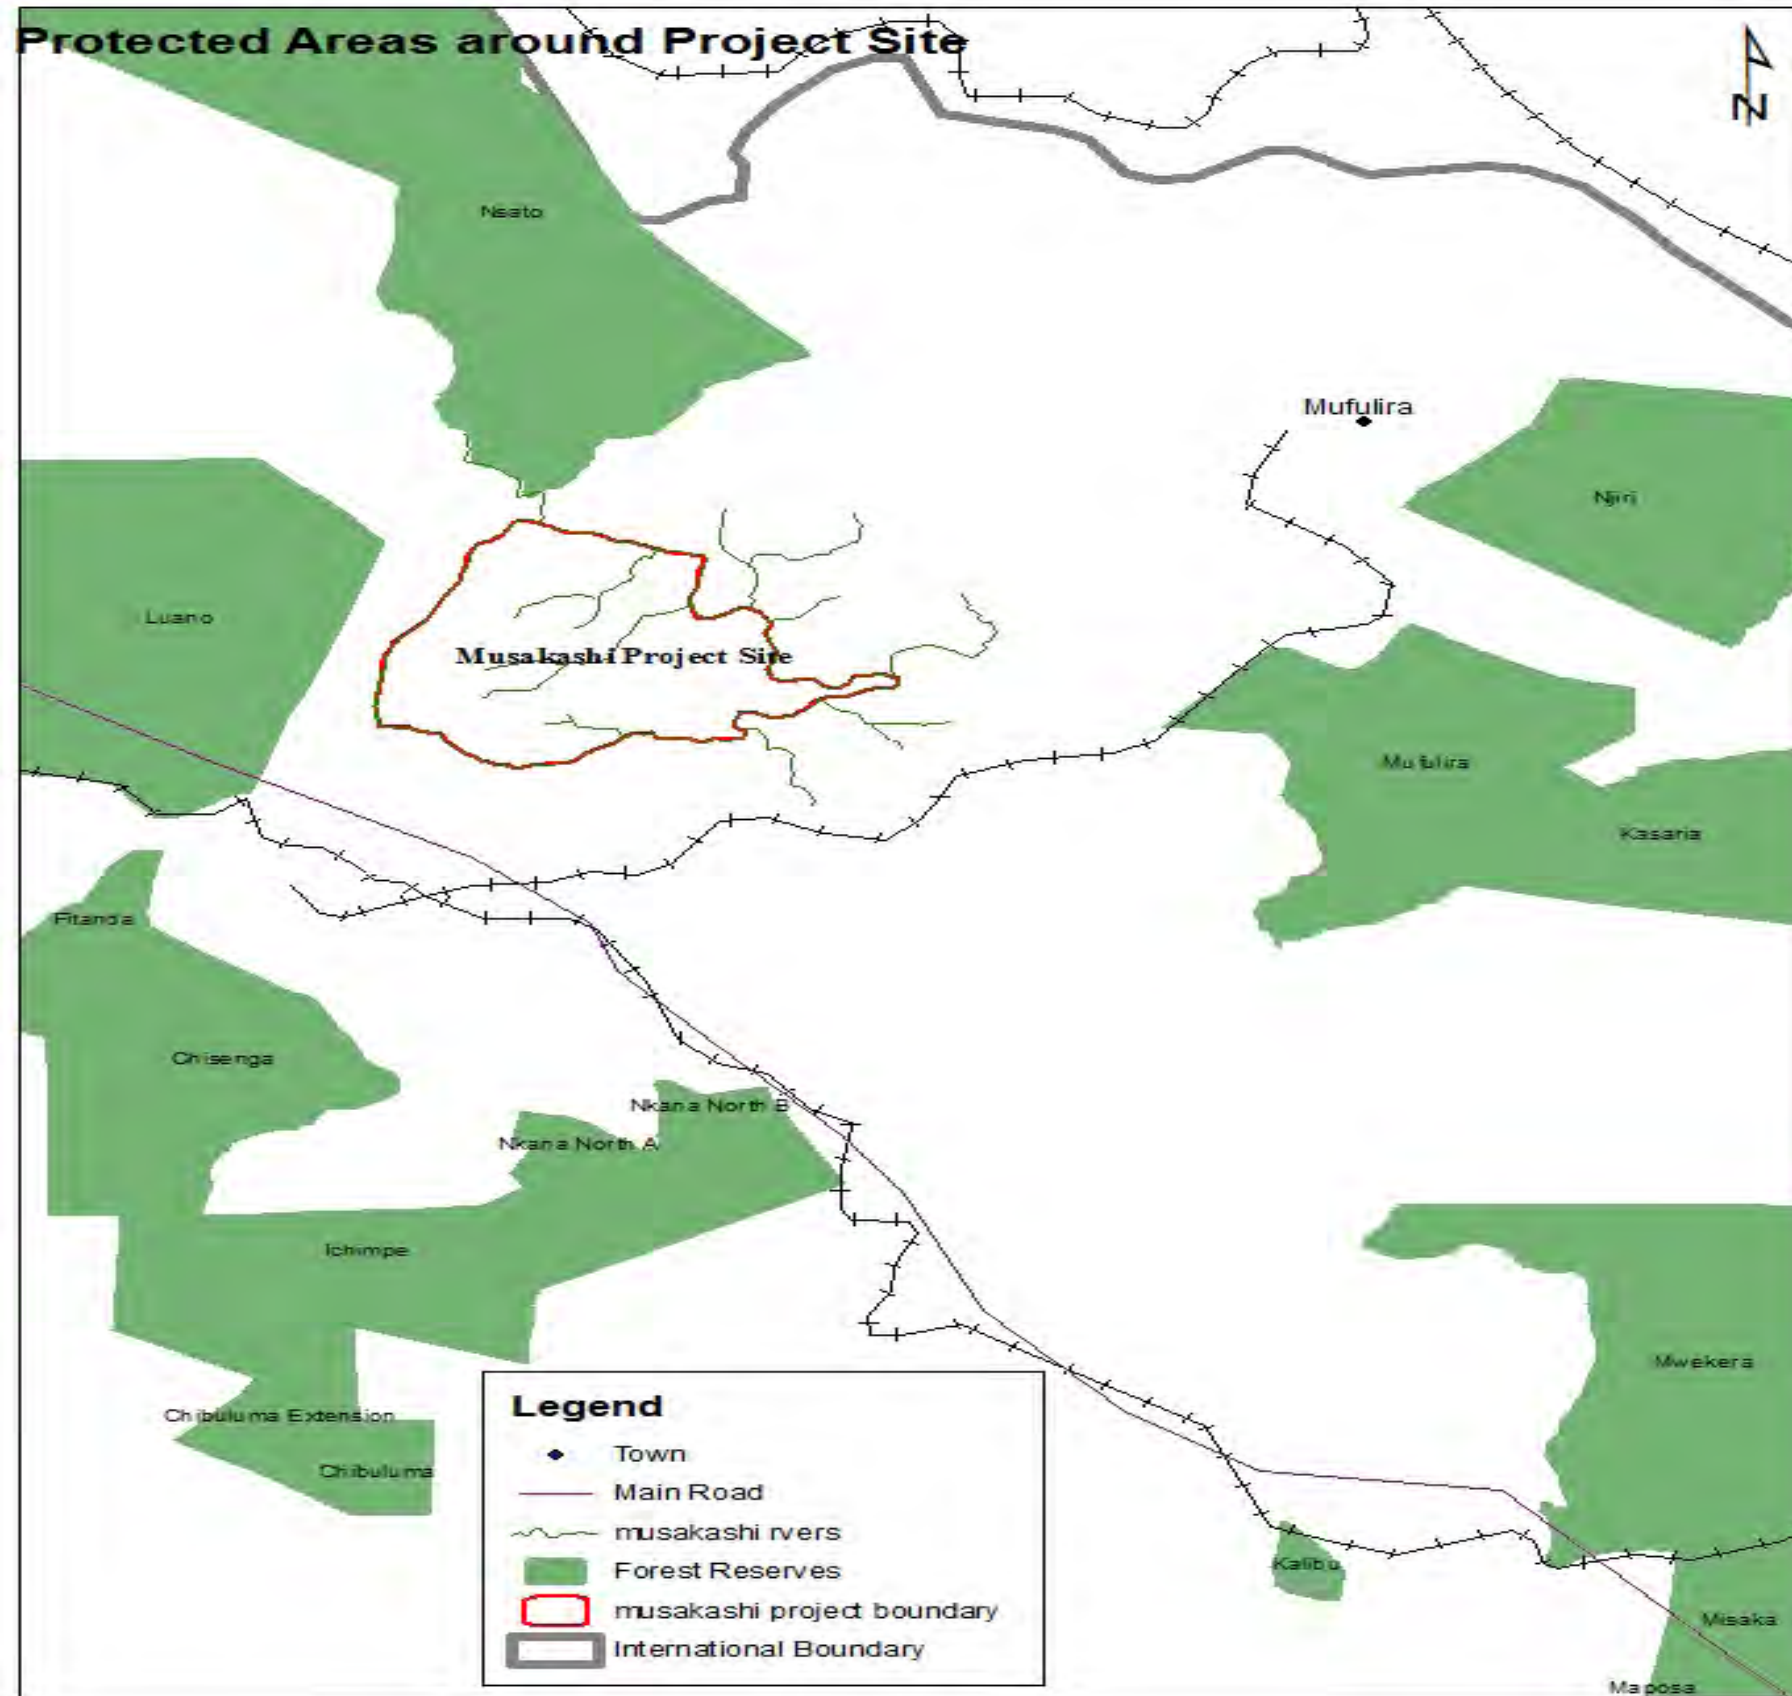 Protected Areas around Project Site
N
Nsato
Mufulira
Njiri
Luano
Musakashi Project Site
Mufulira
Kasaria
Fitanda
Chisenga
Nkana North B
Nkana North A
Ichimpe
Mwekera
Chibuluma Extension
Chibuluma
Kalibu
Misaka
Maposa
Legend
Town
Main Road
musakashi rvers
Forest Reserves
musakashi project boundary
International Boundary